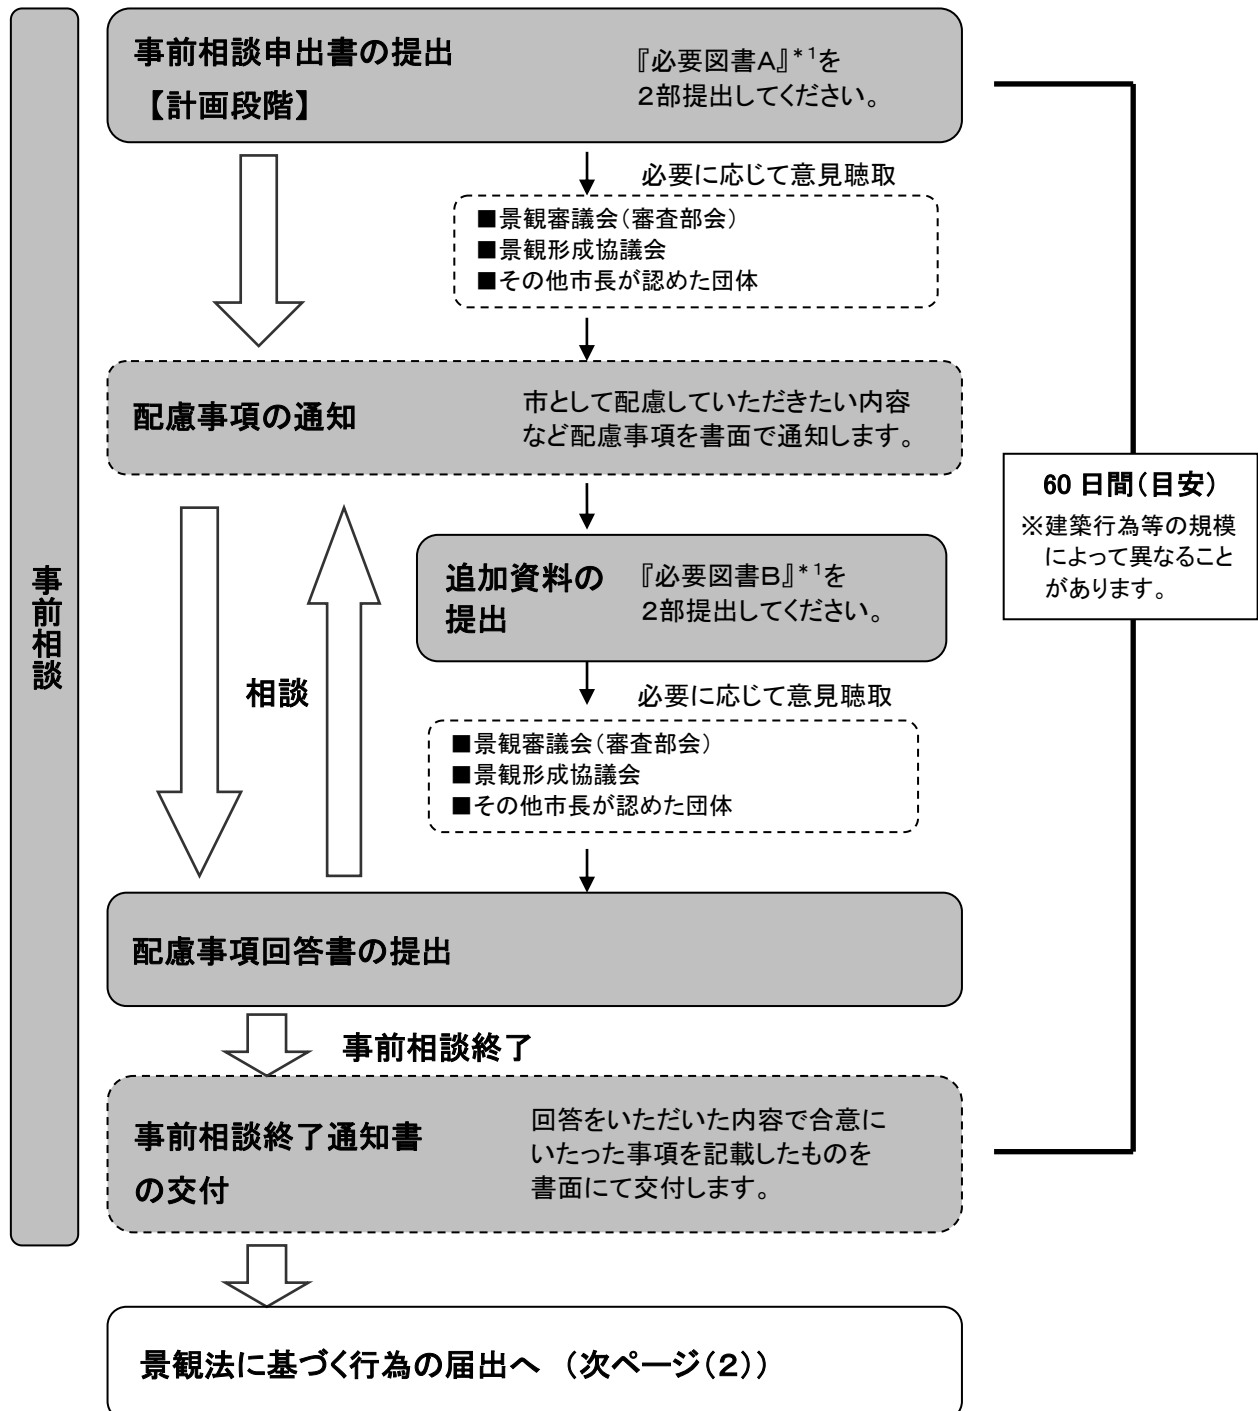 事前相談
事前相談申出書の提出
【計画段階】
『必要図書A』*1を
2部提出してください。
必要に応じて意見聴取
■景観審議会(審査部会)
■景観形成協議会
■その他市長が認めた団体
配慮事項の通知
市として配慮していただきたい内容
など配慮事項を書面で通知します。
相談
追加資料の
提出
『必要図書B』*1を
2部提出してください。
必要に応じて意見聴取
■景観審議会(審査部会)
■景観形成協議会
■その他市長が認めた団体
配慮事項回答書の提出
事前相談終了
事前相談終了通知書
の交付
回答をいただいた内容で合意に
いたった事項を記載したものを
書面にて交付します。
60日間(目安)
※建築行為等の規模
によって異なること
があります。
景観法に基づく行為の届出へ (次ページ(2))